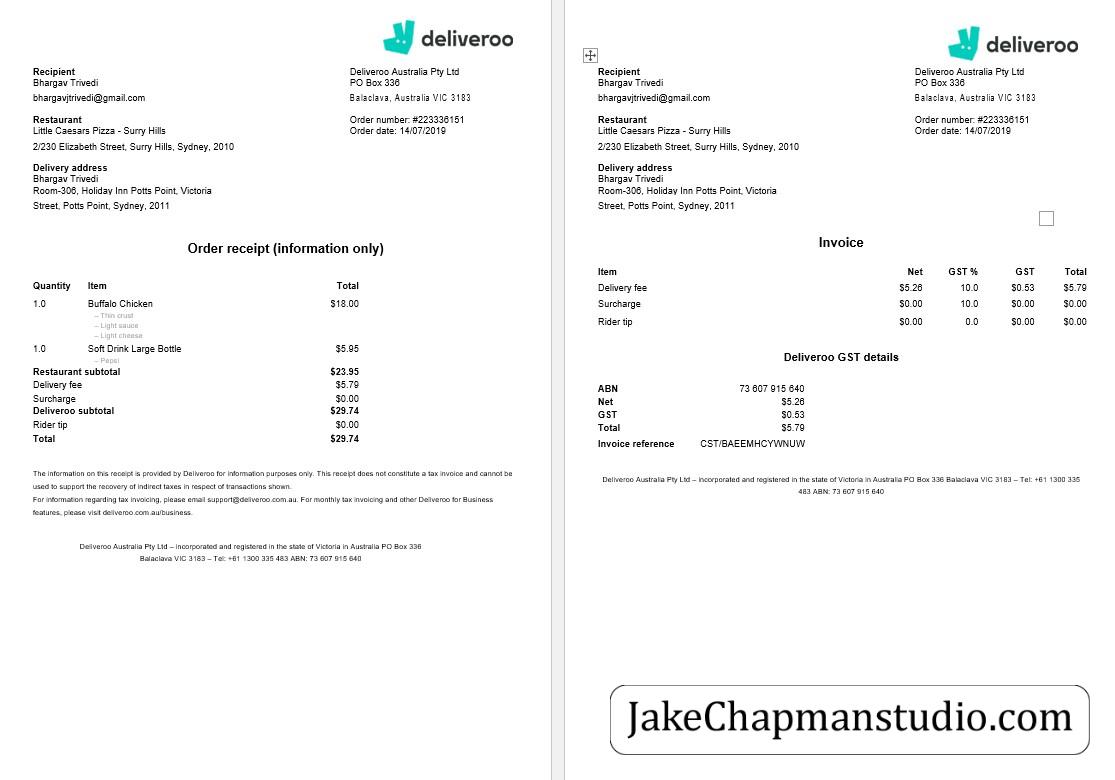 deliveroo
Recipient
Bhargav Trivedi
bhargavjtrivedi@gmail.com
Deliveroo Australia Pty Ltd
PO Box 336
Balaclava, Australia VIC 3183
Restaurant
Little Caesars Pizza - Surry Hills
2/230 Elizabeth Street, Surry Hills, Sydney, 2010
Order number: #223336151
Order date: 14/07/2019
Delivery address
Bhargav Trivedi
Room-306, Holiday Inn Potts Point, Victoria
Street, Potts Point, Sydney, 2011
Order receipt (information only)
Quantity Item Total
1.0 Buffalo Chicken $18.00
– Thin crust
– Light sauce
– Light cheese
1.0 Soft Drink Large Bottle $5.95
– Pepsi
Restaurant subtotal $23.95
Delivery fee $5.79
Surcharge $0.00
Deliveroo subtotal $29.74
Rider tip $0.00
Total $29.74
The information on this receipt is provided by Deliveroo for information purposes only. This receipt does not constitute a tax invoice and cannot be
used to support the recovery of indirect taxes in respect of transactions shown.
For information regarding tax invoicing, please email support@deliveroo.com.au. For monthly tax invoicing and other Deliveroo for Business
features, please visit deliveroo.com.au/business.
Deliveroo Australia Pty Ltd – incorporated and registered in the state of Victoria in Australia PO Box 336
Balaclava VIC 3183 – Tel: +61 1300 335 483 ABN: 73 607 915 640
deliveroo
Recipient
Bhargav Trivedi
bhargavjtrivedi@gmail.com
Deliveroo Australia Pty Ltd
PO Box 336
Balaclava, Australia VIC 3183
Restaurant
Little Caesars Pizza - Surry Hills
2/230 Elizabeth Street, Surry Hills, Sydney, 2010
Order number: #223336151
Order date: 14/07/2019
Delivery address
Bhargav Trivedi
Room-306, Holiday Inn Potts Point, Victoria
Street, Potts Point, Sydney, 2011
Invoice
Item Net GST % GST Total
Delivery fee $5.26 10.0 $0.53 $5.79
Surcharge $0.00 10.0 $0.00 $0.00
Rider tip $0.00 0.0 $0.00 $0.00
Deliveroo GST details
ABN 73 607 915 640
Net $5.26
GST $0.53
Total $5.79
Invoice reference CST/BAEEMHCYWNUW
Deliveroo Australia Pty Ltd – incorporated and registered in the state of Victoria in Australia PO Box 336 Balaclava VIC 3183 – Tel: +61 1300 335
483 ABN: 73 607 915 640
JakeChapmanstudio.com